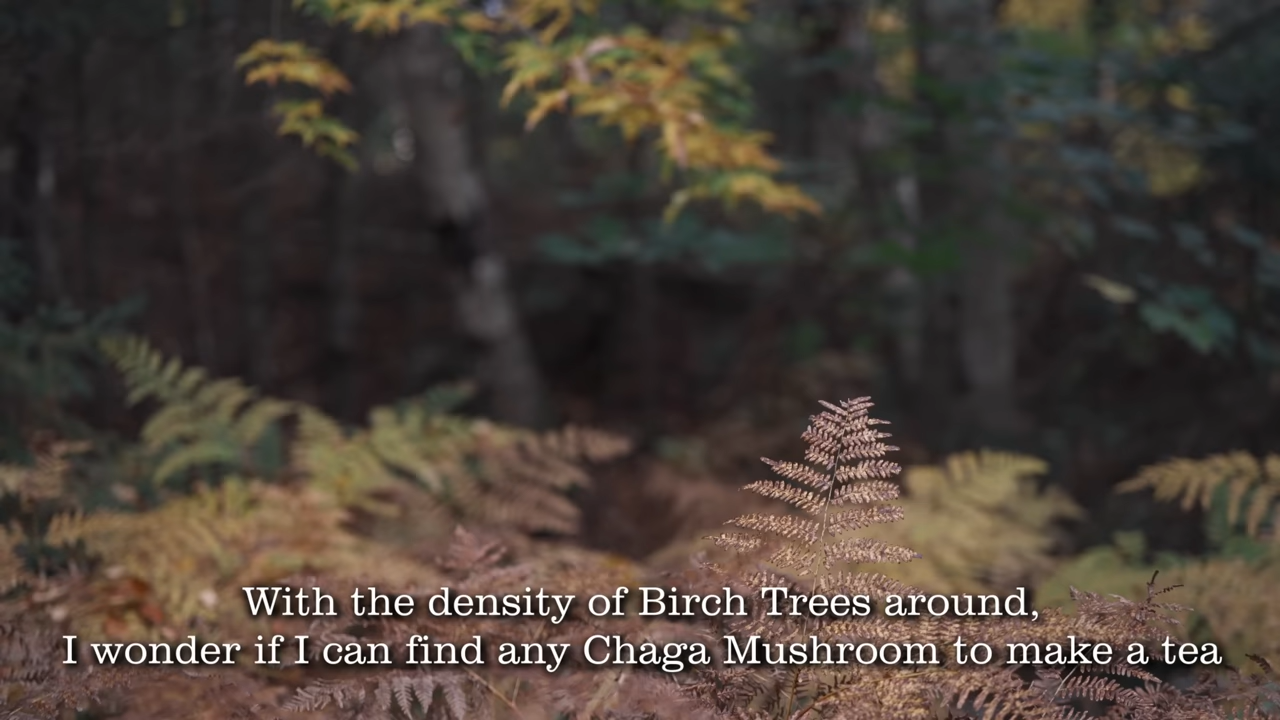 With the density of Birch Trees around,
I wonder if I can find any Chaga Mushroom to make a tea